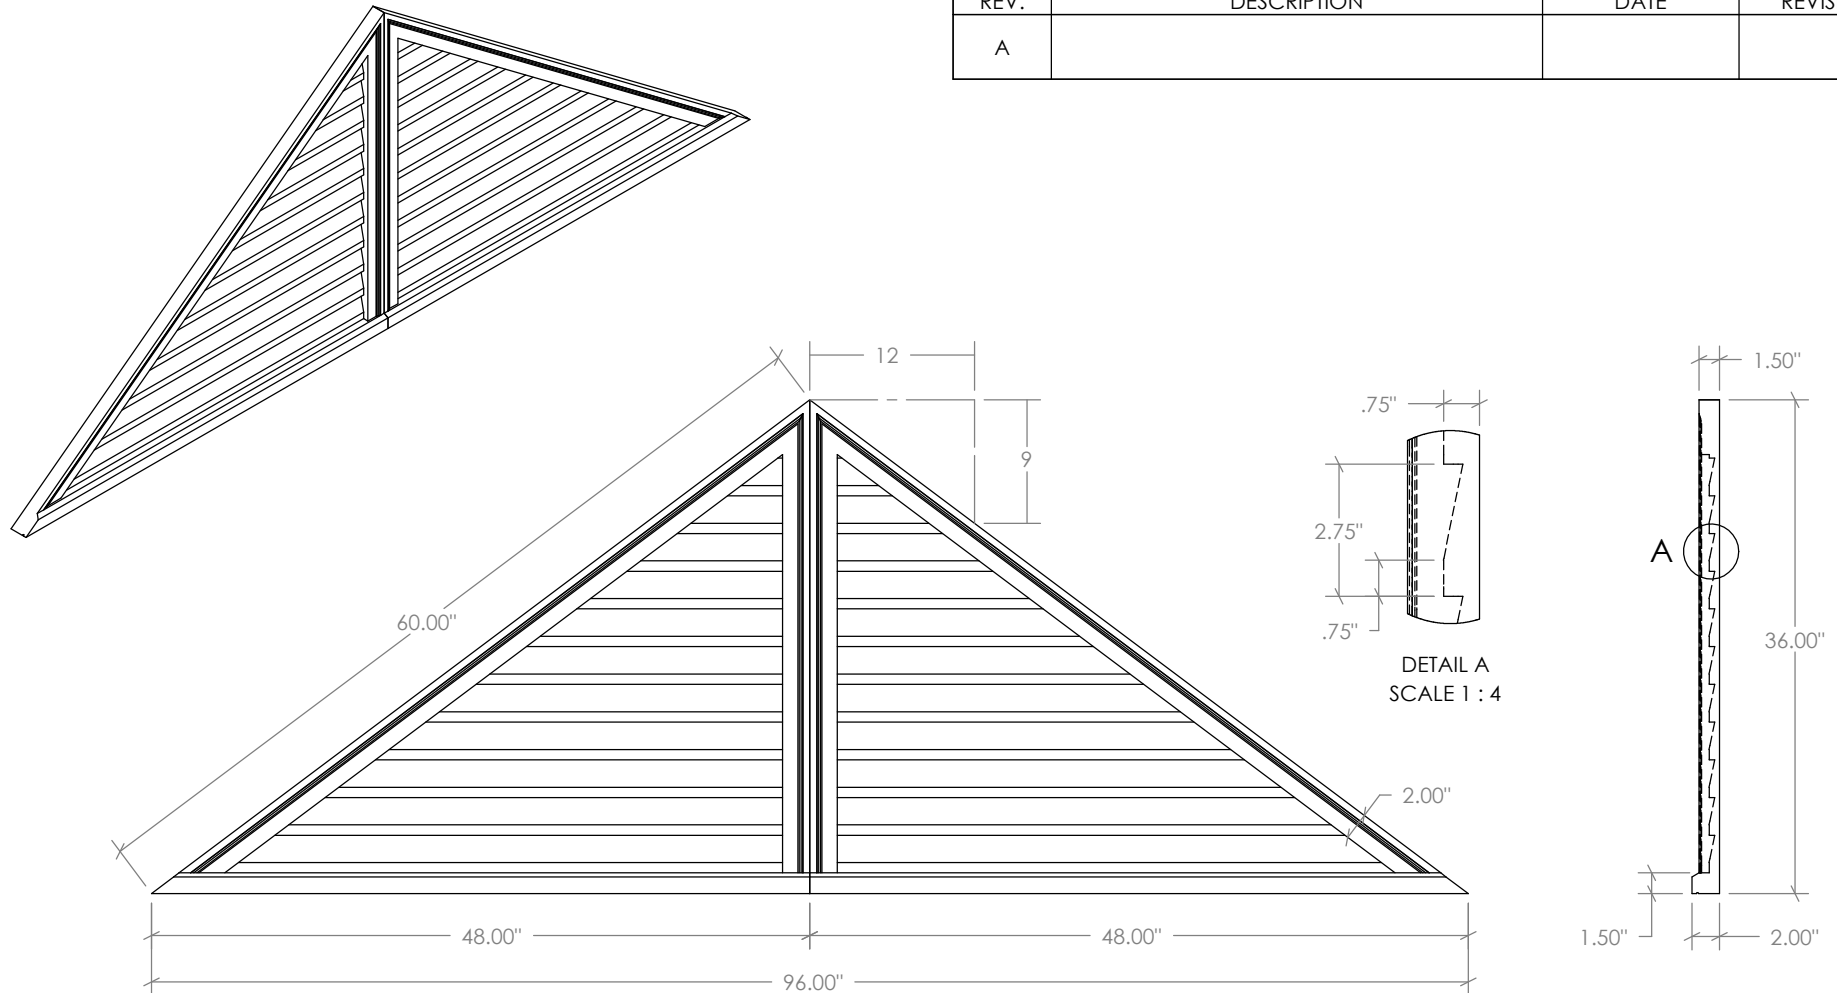 REV. DESCRIPTION DATE REVIS
A
12
1.50"
.75"
9
2.75"
A
60.00"
.75"
36.00"
DETAIL A
SCALE 1 : 4
2.00"
48.00" 48.00" 1.50" 2.00"
96.00"